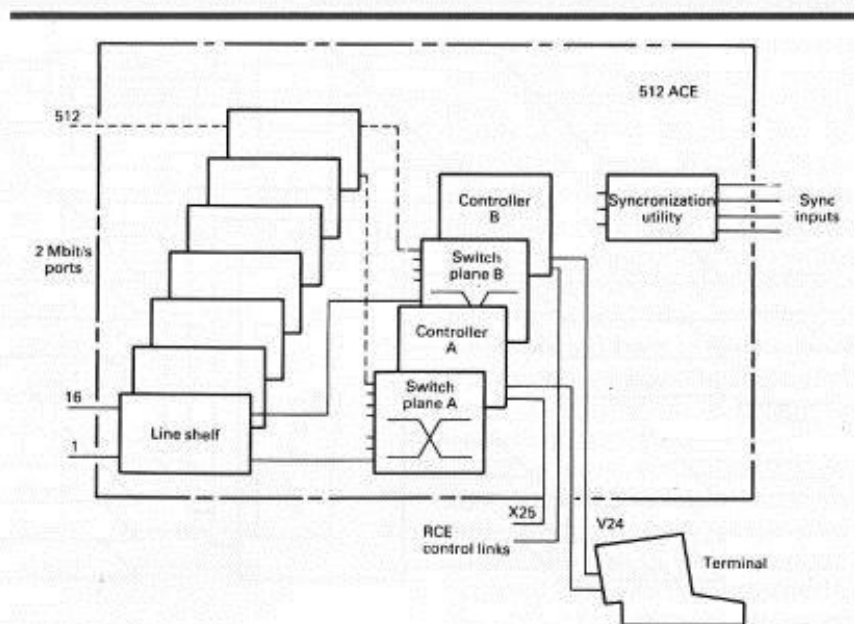 512 ACE
512
Controller
B
Syncronization
utility
Sync
inputs
2 Mbit/s
ports
Switch
plane B
Controller
A
Switch
plane A
16
Line shelf
1
X25
RCE
control links
V24
Terminal